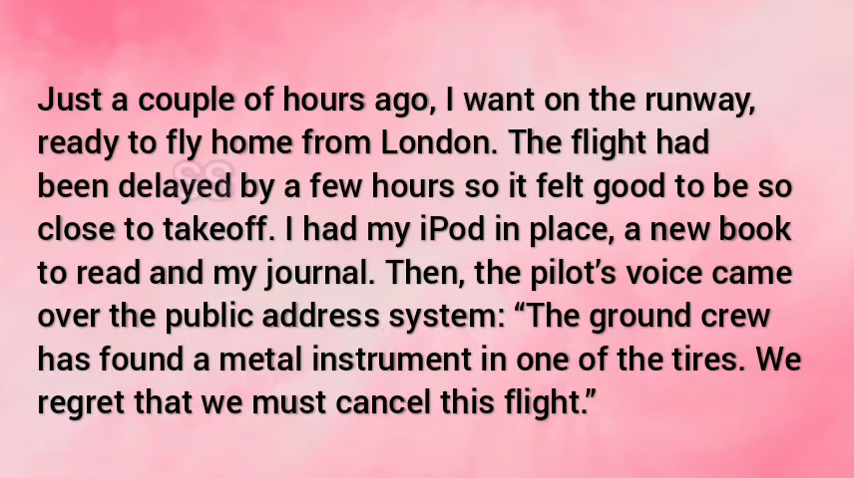 Just a couple of hours ago, I want on the runway,
ready to fly home from London. The flight had
been delayed by a few hours so it felt good to be so
close to takeoff. I had my iPod in place, a new book
to read and my journal. Then, the pilot's voice came
over the public address system: “The ground crew
has found a metal instrument in one of the tires. We
regret that we must cancel this flight.”